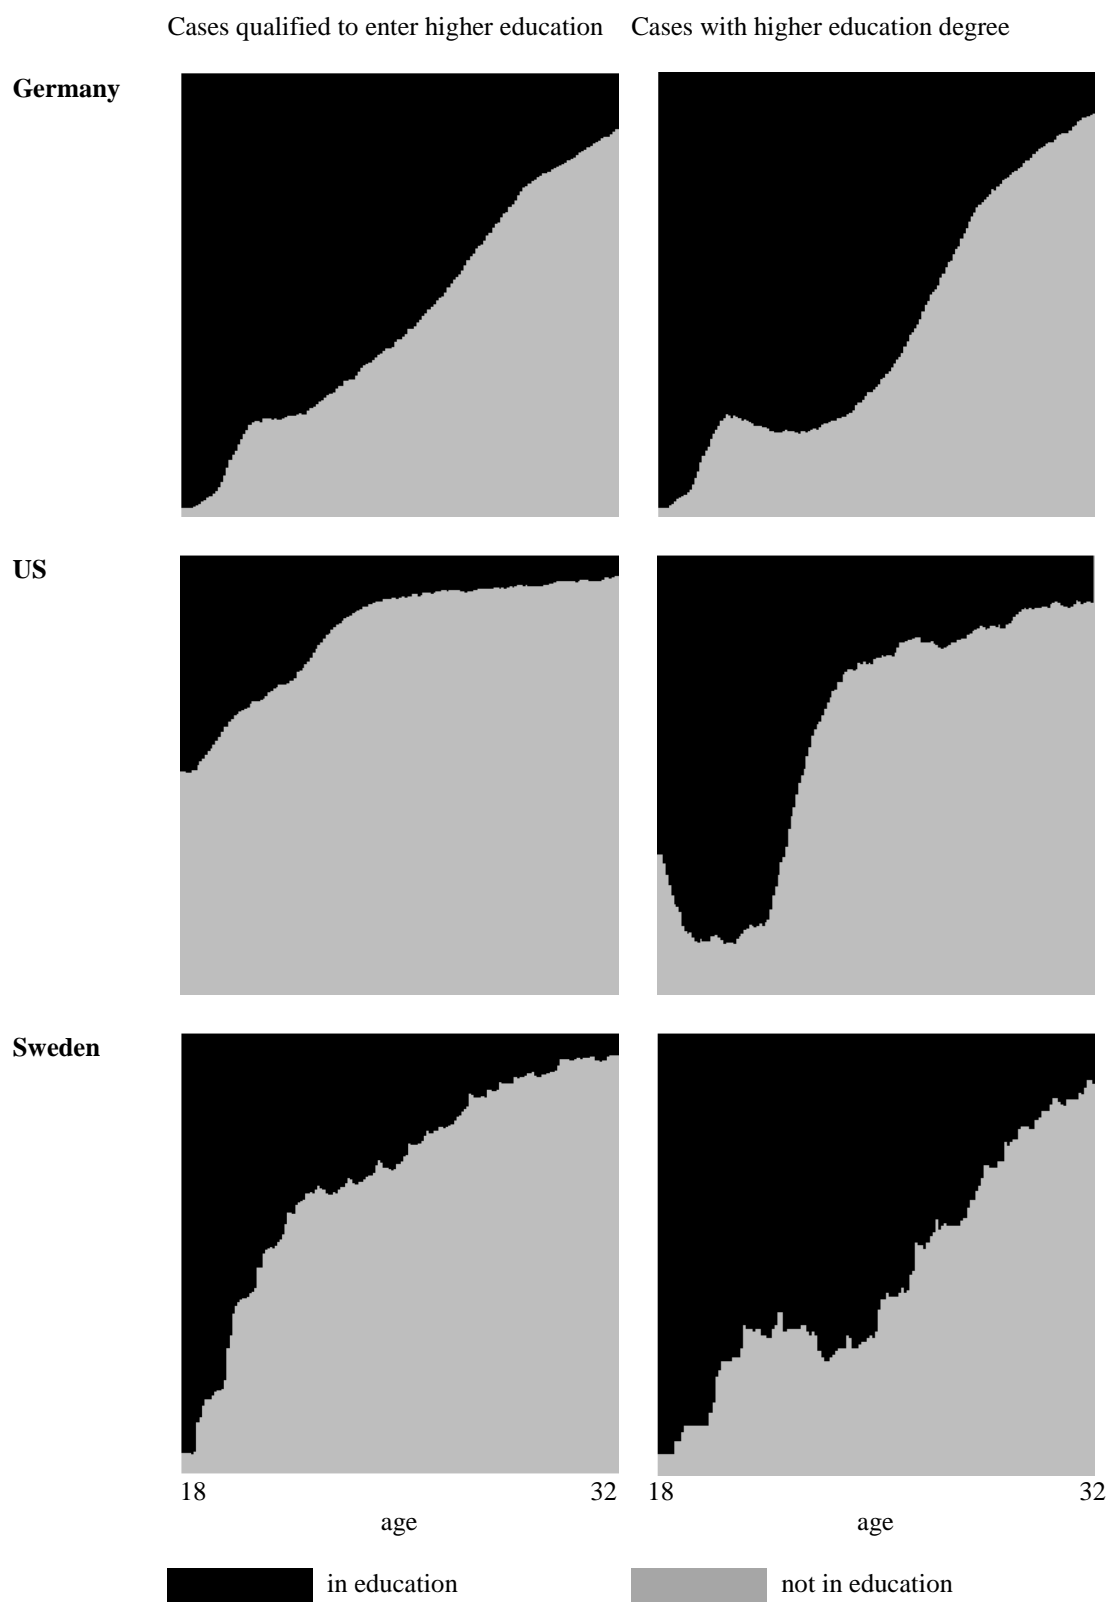 Cases qualified to enter higher education Cases with higher education degree
Germany
US
Sweden
18 32 18 32
age age
in education not in education